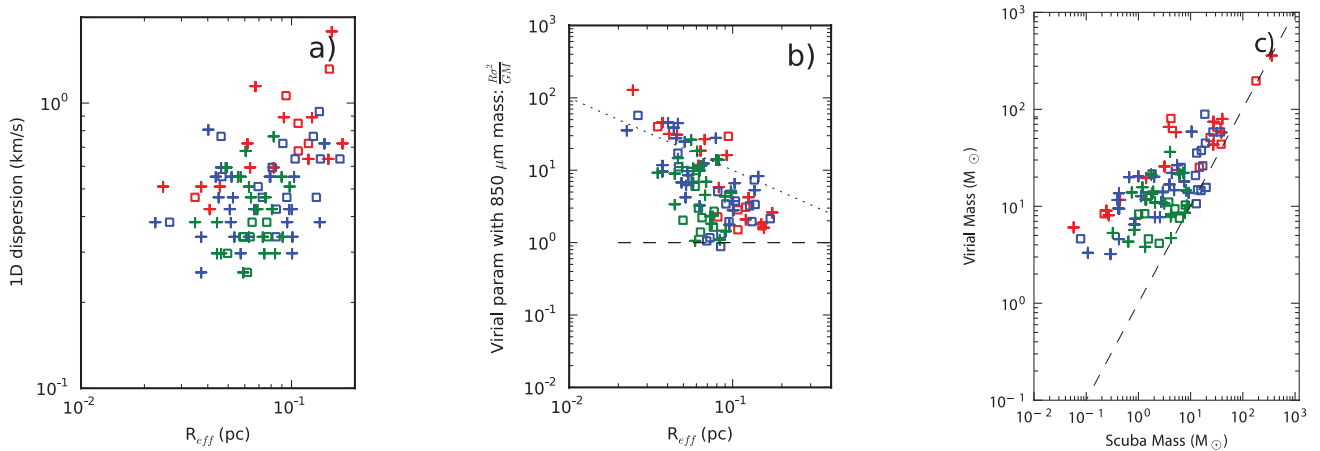 a)
1D dispersion (km/s)
10⁰
10⁻¹
10⁻² 10⁻¹
R_eff (pc)
b)
Virial param with 850 μm mass: Rσ²/GM
10³
10²
10¹
10⁰
10⁻¹
10⁻²
10⁻² 10⁻¹
R_eff (pc)
c)
Virial Mass (M ☉)
10³
10²
10¹
10⁰
10⁻¹
10⁻² 10⁻¹ 10⁰ 10¹ 10² 10³
Scuba Mass (M ☉)